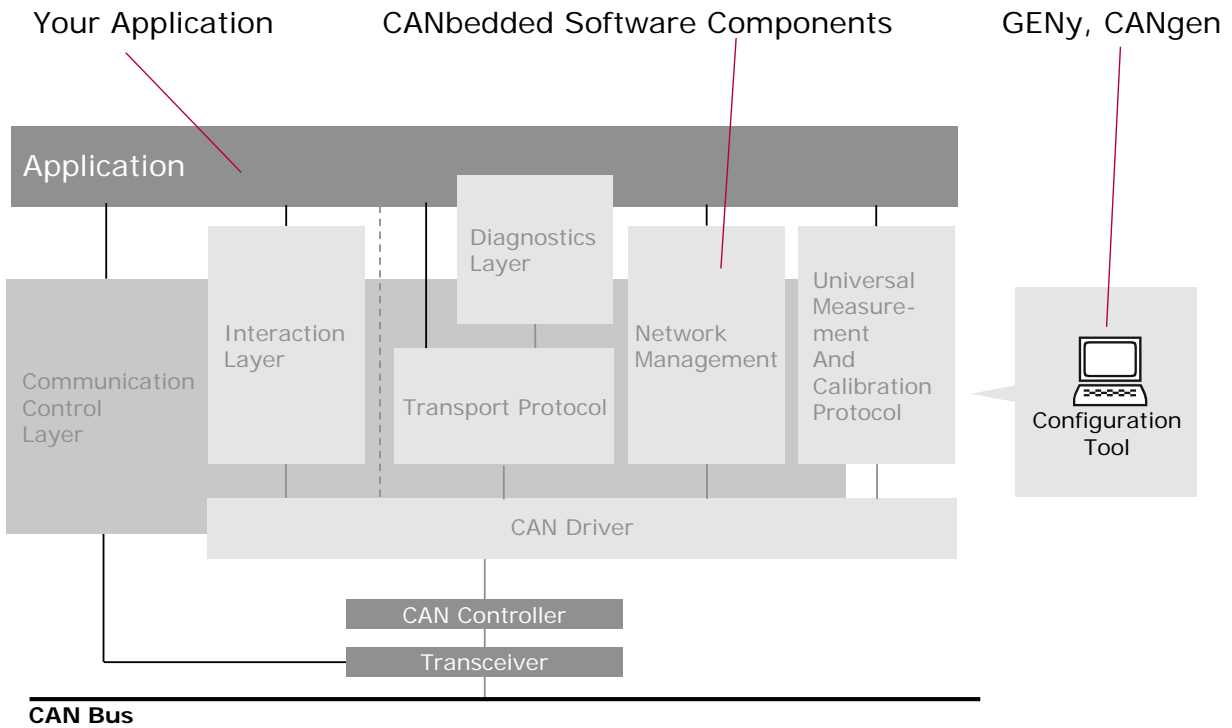 Your Application
CANbedded Software Components
GENy, CANgen
Application
Diagnostics
Layer
Interaction
Layer
Network
Management
Universal
Measure-
ment
And
Calibration
Protocol
Communication
Control
Layer
Transport Protocol
Configuration
Tool
CAN Driver
CAN Controller
Transceiver
CAN Bus